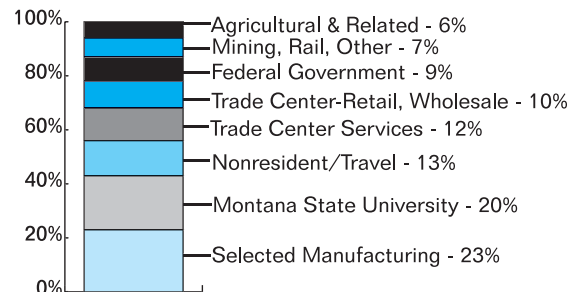 100%
80%
60%
40%
20%
0%
Agricultural & Related - 6%
Mining, Rail, Other - 7%
Federal Government - 9%
Trade Center-Retail, Wholesale - 10%
Trade Center Services - 12%
Nonresident/Travel - 13%
Montana State University - 20%
Selected Manufacturing - 23%